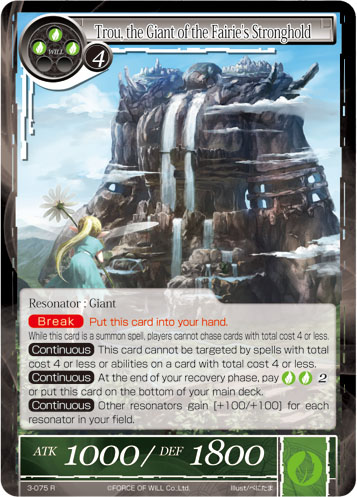 Trou, the Giant of the Fairie's Stronghold
WILL
4
Resonator : Giant
Break Put this card into your hand.
While this card is a summon spell, players cannot chase cards with total cost 4 or less.
Continuous This card cannot be targeted by spells with total
cost 4 or less or abilities on a card with total cost 4 or less.
Continuous At the end of your recovery phase, pay 2
or put this card on the bottom of your main deck.
Continuous Other resonators gain [+100/+100] for each
resonator in your field.
ATK 1000/ DEF 1800
3-075 R ©FORCE OF WILL Co.,Ltd. Illust/べにたま